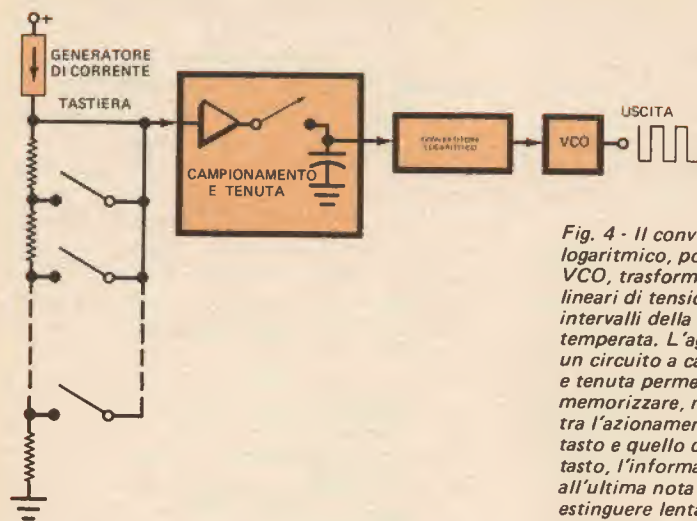 +
GENERATORE
DI CORRENTE
TASTIERA
CAMPIONAMENTO
E TENUTA
CONVERTITORE
LOGARITMICO
VCO
USCITA
Fig. 4 - Il conv
logaritmico, po
VCO, trasform
lineari di tensio
intervalli della
temperata. L'ag
un circuito a ca
e tenuta perme
memorizzare, n
tra l'azionamen
tasto e quello d
tasto, l'informa
all'ultima nota
estinguere lenta